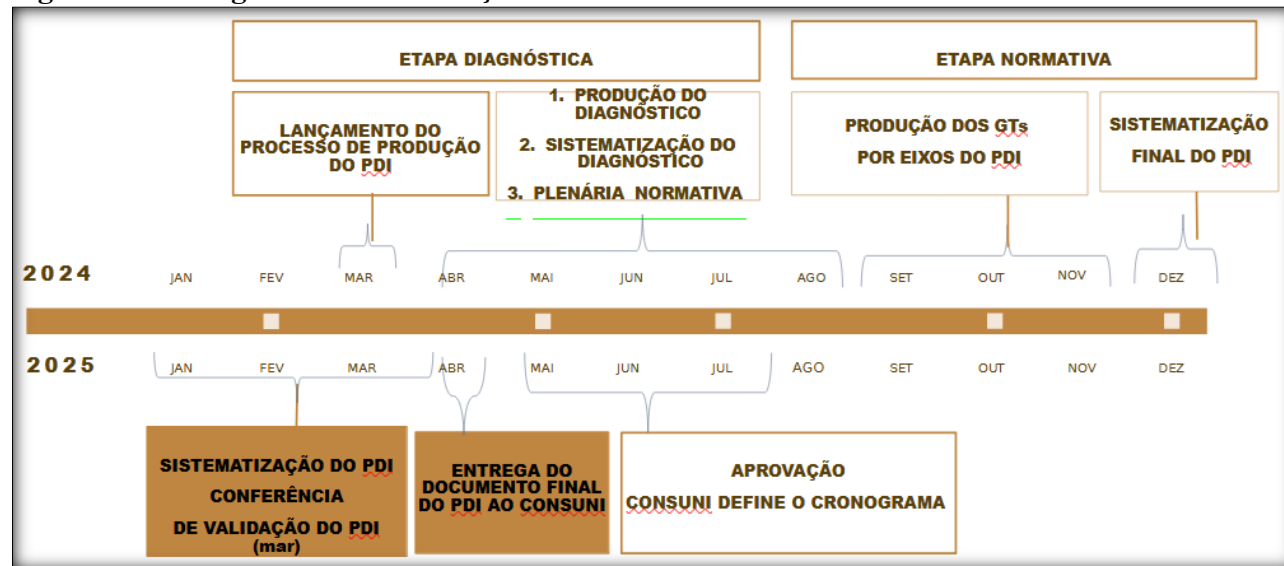 ETAPA DIAGNÓSTICA
ETAPA NORMATIVA
LANÇAMENTO DO
PROCESSO DE PRODUÇÃO
DO PDI
1. PRODUÇÃO DO
DIAGNÓSTICO
2. SISTEMATIZAÇÃO DO
DIAGNÓSTICO
3. PLENÁRIA NORMATIVA
PRODUÇÃO DOS GTs
POR EIXOS DO PDI
SISTEMATIZAÇÃO
FINAL DO PDI
2024 JAN FEV MAR ABR MAI JUN JUL AGO SET OUT NOV DEZ
2025 JAN FEV MAR ABR MAI JUN JUL AGO SET OUT NOV DEZ
SISTEMATIZAÇÃO DO PDI
CONFERÊNCIA
DE VALIDAÇÃO DO PDI
(mar)
ENTREGA DO
DOCUMENTO FINAL
DO PDI AO CONSUNI
APROVAÇÃO
CONSUNI DEFINE O CRONOGRAMA